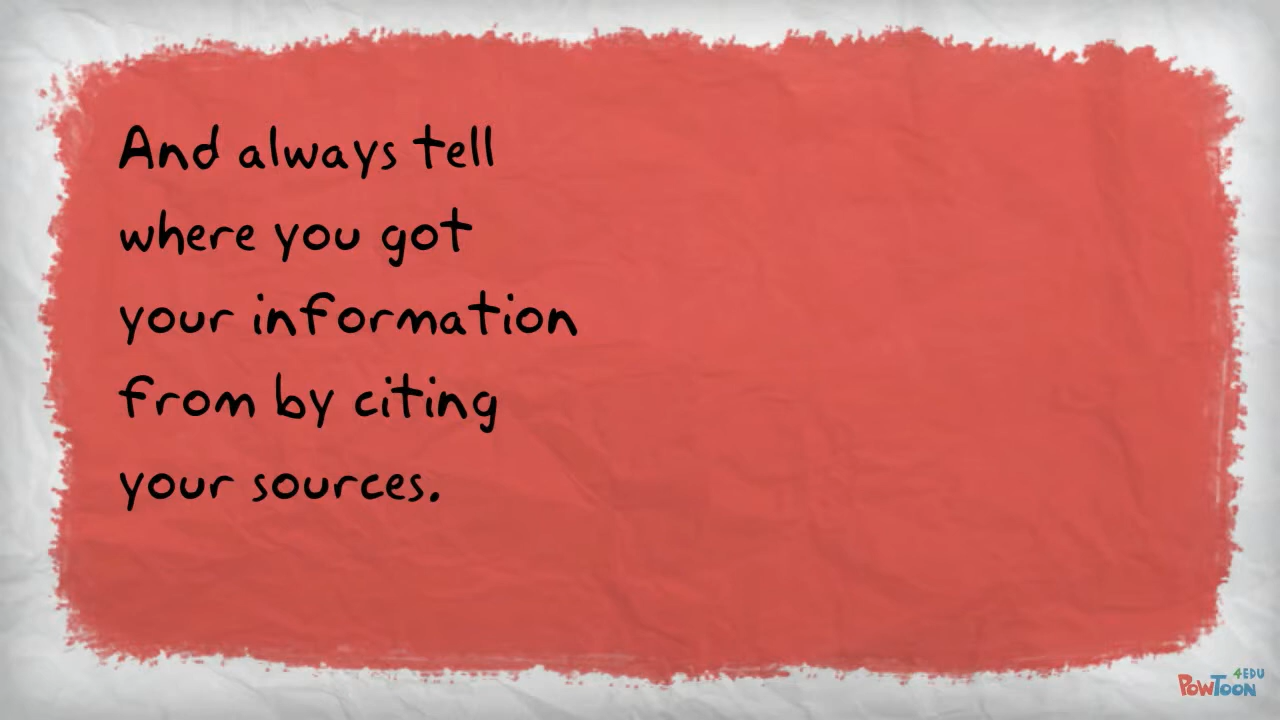 And always tell
where you got
your information
from by citing
your sources.
4EDU
PowToon